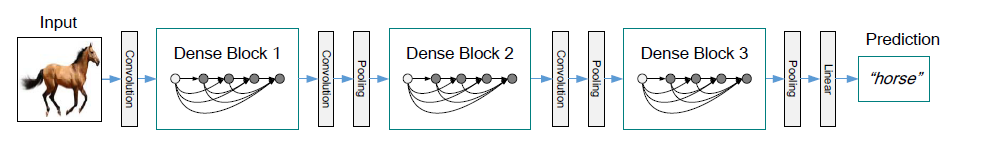 Input
Convolution
Dense Block 1
Convolution
Pooling
Dense Block 2
Convolution
Pooling
Dense Block 3
Pooling
Linear
Prediction
“horse”